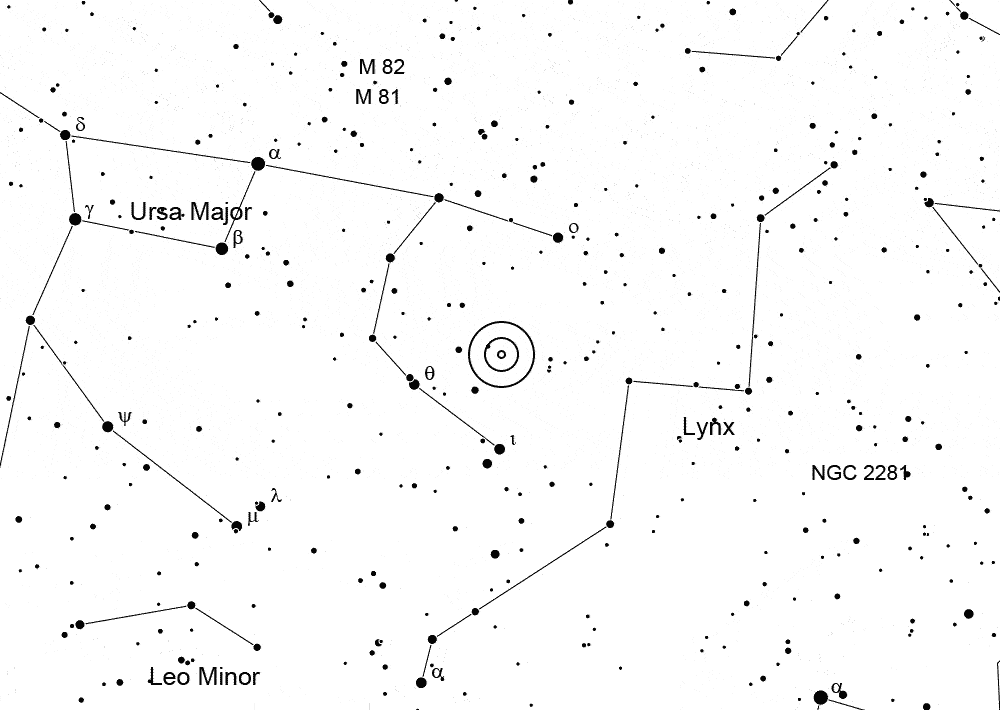 M 82
M 81
δ
α
γ
Ursa Major
β
ο
θ
ψ
ι
Lynx
NGC 2281
λ
μ
α
Leo Minor
α